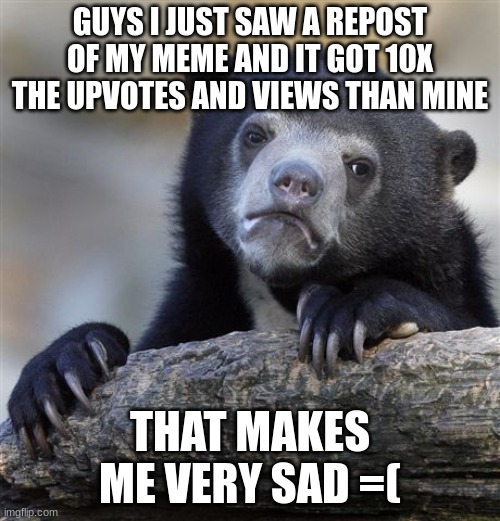 GUYS I JUST SAW A REPOST
OF MY MEME AND IT GOT 10X
THE UPVOTES AND VIEWS THAN MINE
THAT MAKES
ME VERY SAD =(
imgflip.com